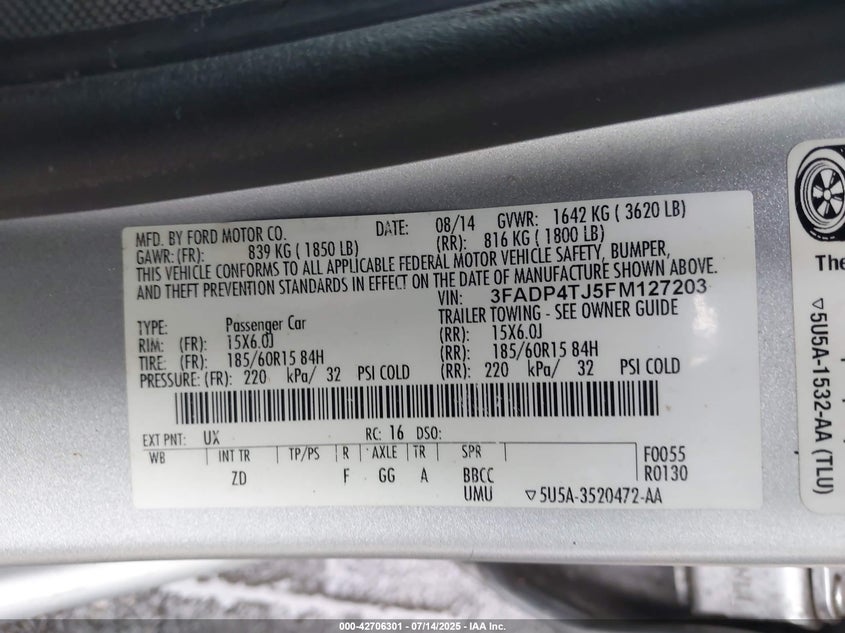 MFD. BY FORD MOTOR CO. DATE: 08/14 GVWR: 1642 KG ( 3620 LB)
GAWR: (FR): 839 KG ( 1850 LB) (RR): 816 KG ( 1800 LB)
THIS VEHICLE CONFORMS TO ALL APPLICABLE FEDERAL MOTOR VEHICLE SAFETY, BUMPER,
AND THEFT PREVENTION STANDARDS IN EFFECT ON THE DATE OF MANUFACTURE SHOWN ABOVE.
VIN: 3FADP4TJ5FM127203
TYPE: Passenger Car TRAILER TOWING - SEE OWNER GUIDE
RIM: (FR): 15X6.0J (RR): 15X6.0J
TIRE: (FR): 185/60R15 84H (RR): 185/60R15 84H
PRESSURE: (FR): 220 kPa/ 32 PSI COLD (RR): 220 kPa/ 32 PSI COLD
EXT PNT: UX RC: 16 DSO:
WB INT TR TP/PS R AXLE TR SPR F0055
ZD F GG A BBCC R0130
UMU ▽5U5A-3520472-AA
The
▽5U5A-1532-AA (TLU)
000-42706301 - 07/14/2025 - IAA Inc.